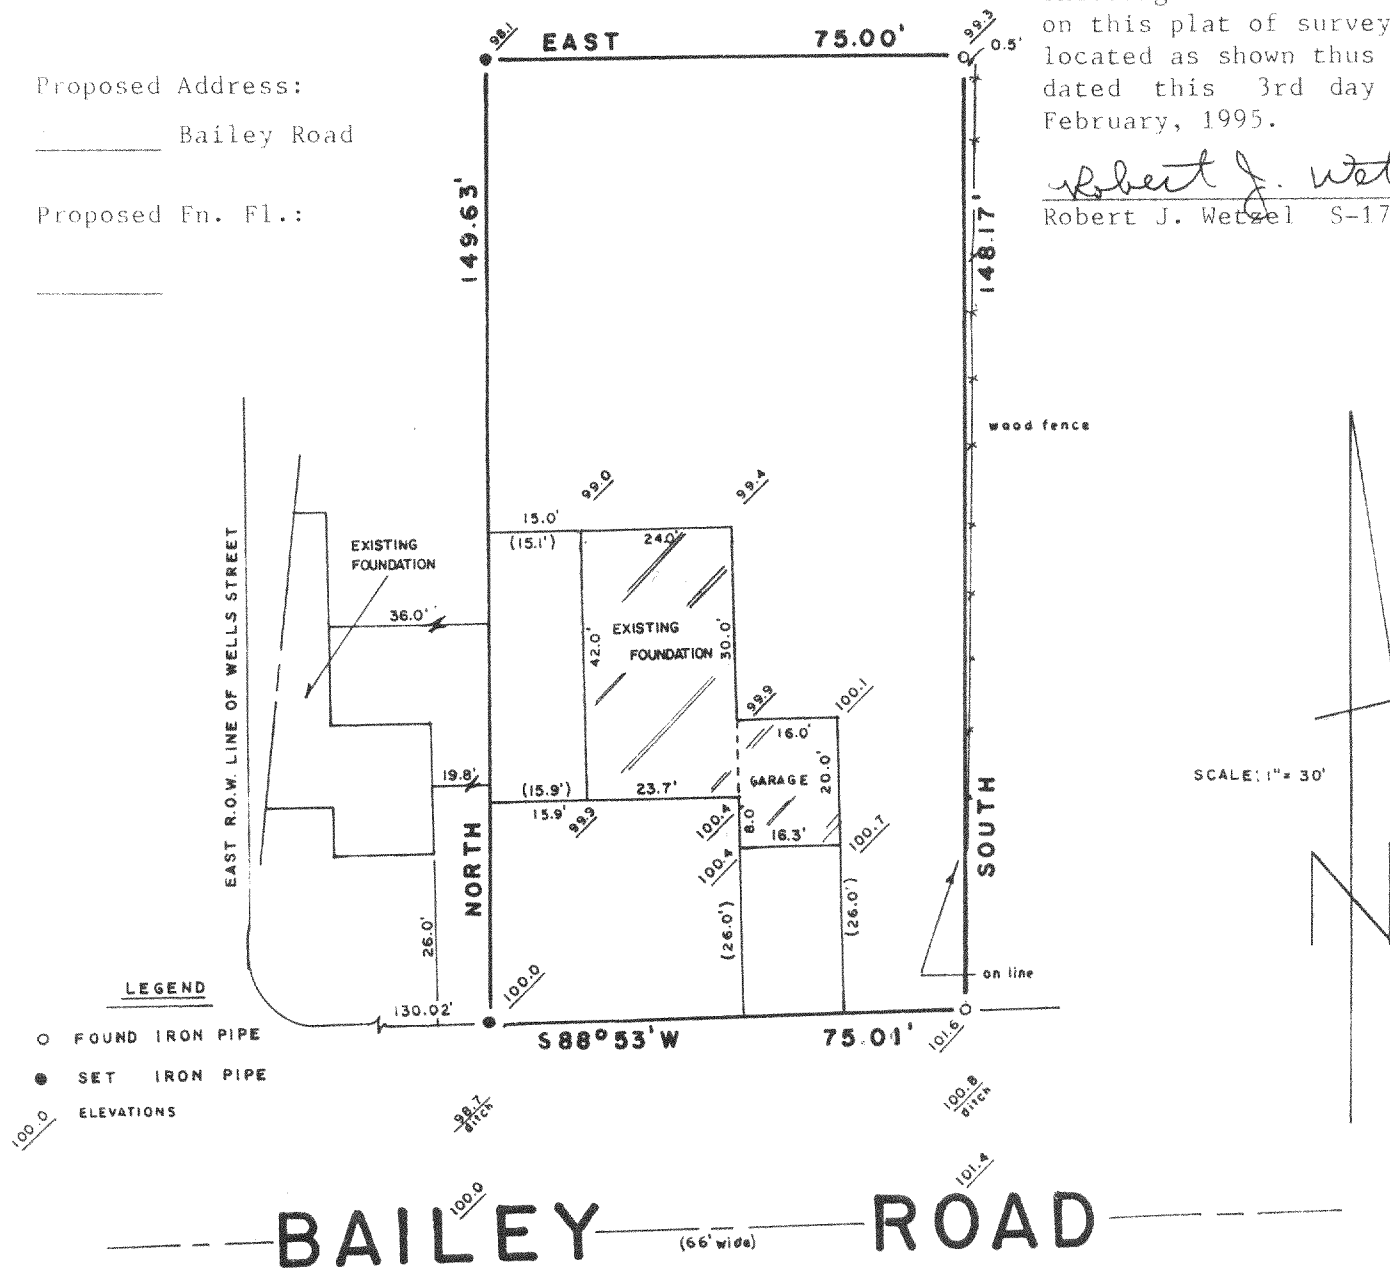 on this plat of survey
located as shown thus
dated this 3rd day
February, 1995.
Robert J. Wet
Robert J. Wetzel S-17
Proposed Address:
Bailey Road
Proposed Fn. Fl.:
98.1
EAST 75.00'
99.3
0.5'
149.63'
148.17'
wood fence
99.0
99.4
15.0'
(15.1')
24.0'
EXISTING
FOUNDATION
36.0'
EAST R.O.W. LINE OF WELLS STREET
42.0'
EXISTING
FOUNDATION
30.0'
99.9
100.1
16.0'
GARAGE
20.0'
19.8'
(15.9')
23.7'
15.9'
99.9
100.4
8.0'
16.3'
100.7
100.4
SCALE: 1" = 30'
NORTH
SOUTH
(26.0')
(26.0')
26.0'
on line
N
100.0
130.02'
S 88° 53' W 75.01'
101.6
LEGEND
FOUND IRON PIPE
SET IRON PIPE
100.0 ELEVATIONS
98.7
ditch
100.8
ditch
100.0
101.4
BAILEY ROAD
(66' wide)